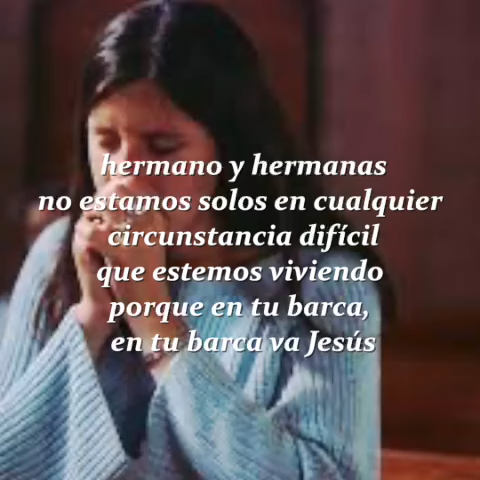 hermano y hermanas
no estamos solos en cualquier
circunstancia difícil
que estemos viviendo
porque en tu barca,
en tu barca va Jesús